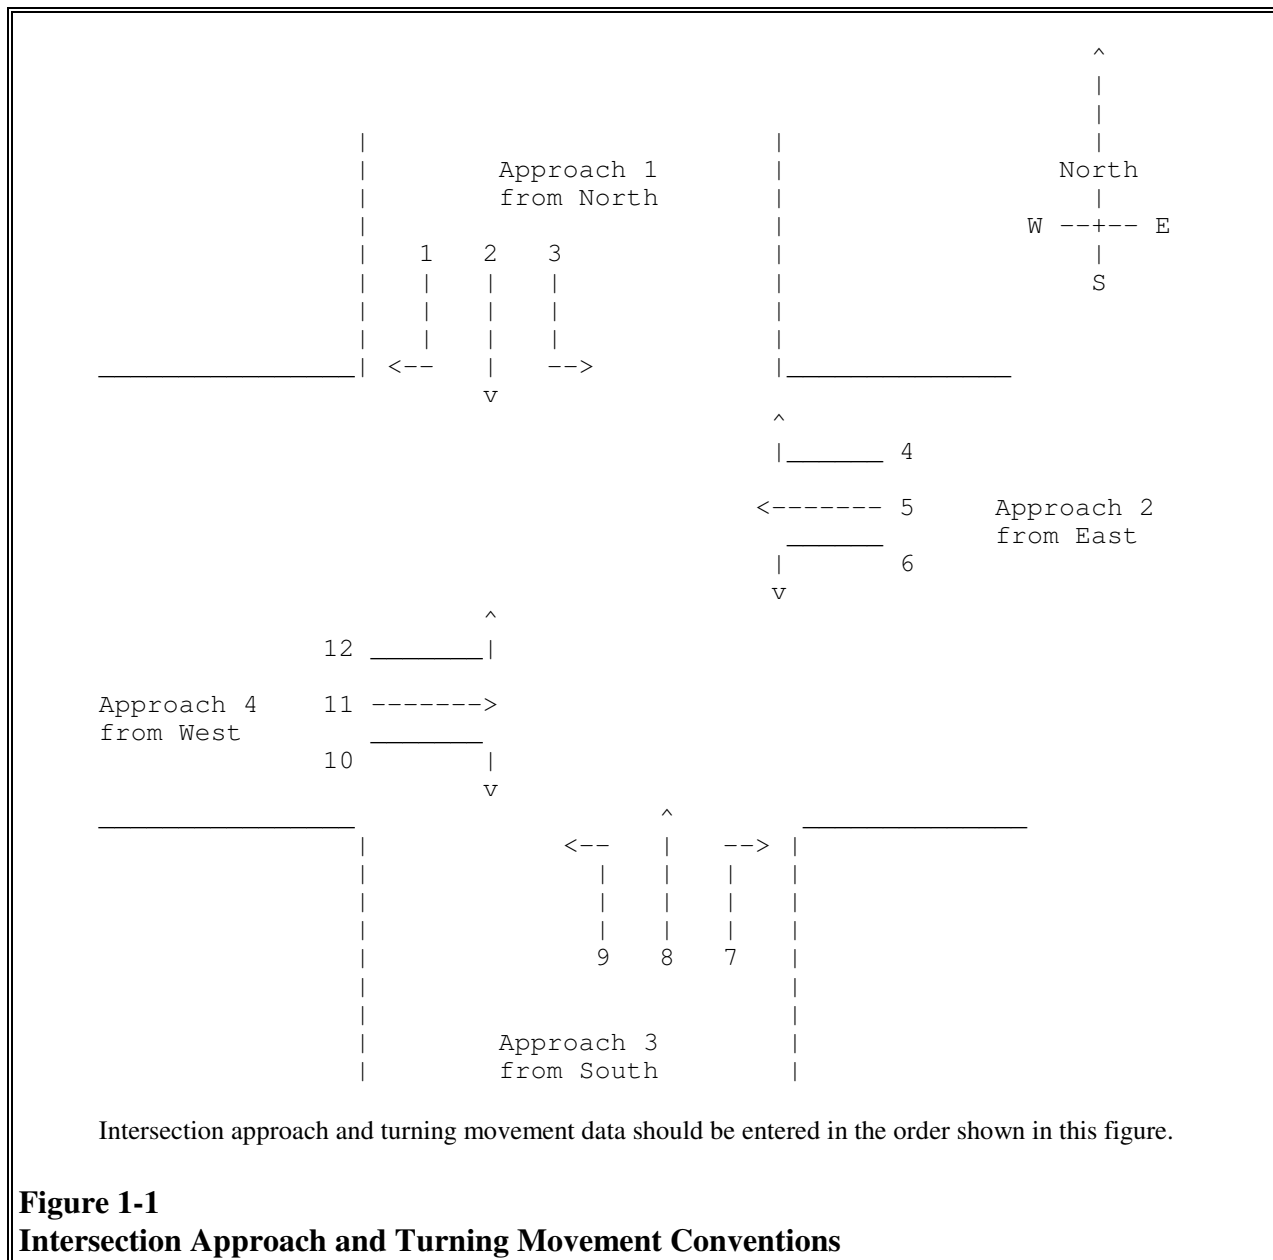 North
Approach 1
from North
W --+-- E
1 2 3
S
4
5 Approach 2
from East
6
12
Approach 4 11
from West
10
9 8 7
Approach 3
from South
Intersection approach and turning movement data should be entered in the order shown in this figure.
Figure 1-1
Intersection Approach and Turning Movement Conventions